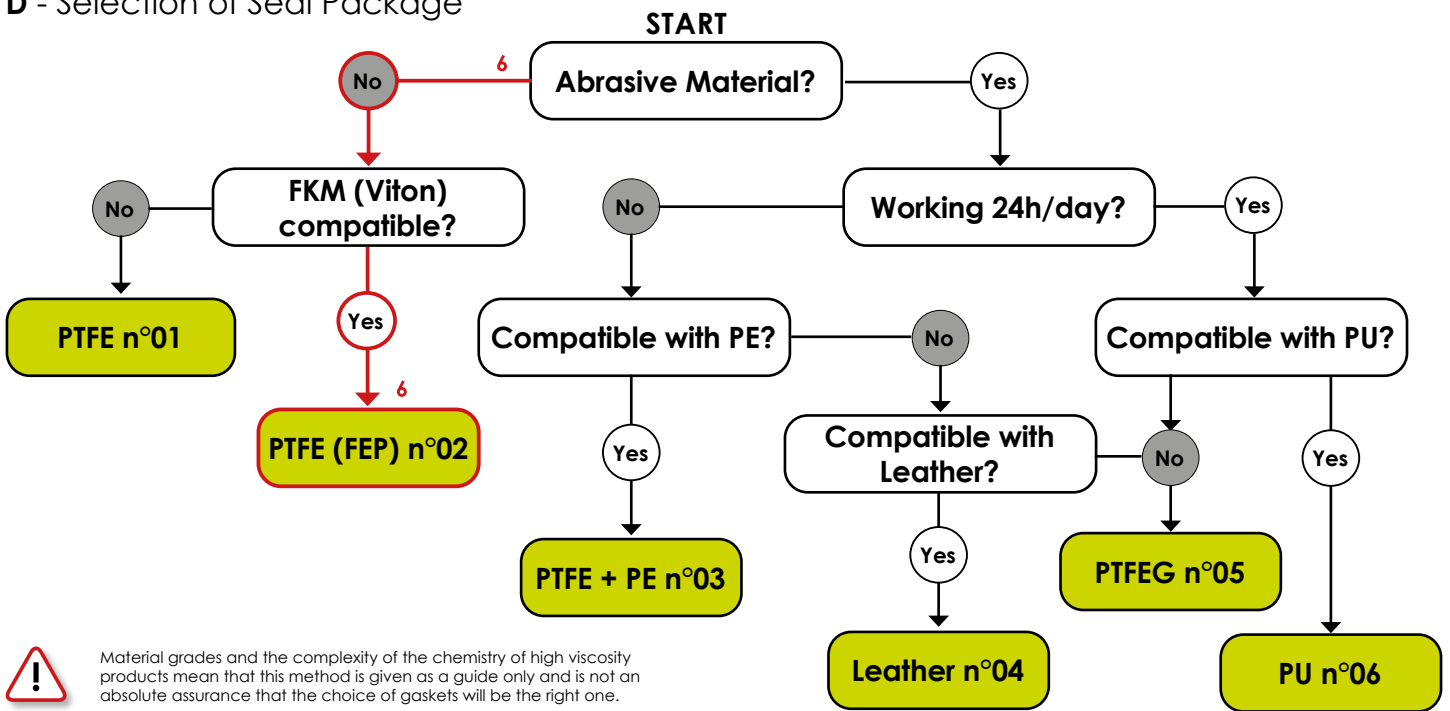 D - Selection of Seal Package
START
6
No
Abrasive Material?
Yes
FKM (Viton)
compatible?
No
No
Working 24h/day?
Yes
PTFE n°01
Yes
Compatible with PE?
No
Compatible with PU?
6
PTFE (FEP) n°02
Yes
Compatible with
Leather?
No
Yes
Yes
PTFE + PE n°03
PTFEG n°05
Leather n°04
PU n°06
!
Material grades and the complexity of the chemistry of high viscosity
products mean that this method is given as a guide only and is not an
absolute assurance that the choice of gaskets will be the right one.